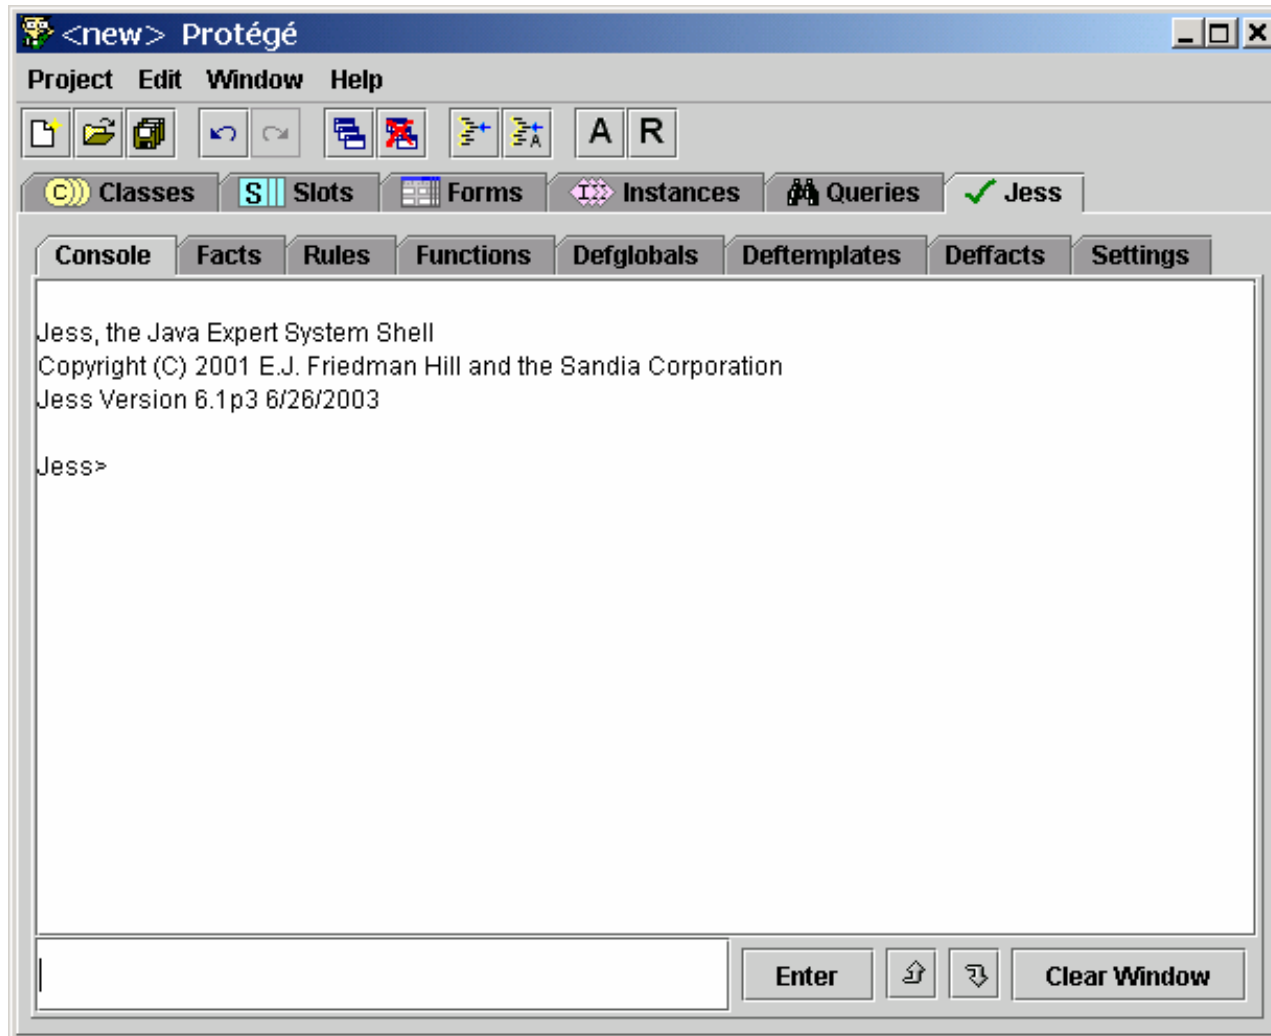 <new> Protégé
Project Edit Window Help
A R
C Classes S Slots Forms I Instances Queries Jess
Console Facts Rules Functions Defglobals Deftemplates Deffacts Settings
Jess, the Java Expert System Shell
Copyright (C) 2001 E.J. Friedman Hill and the Sandia Corporation
Jess Version 6.1p3 6/26/2003
Jess>
Enter Clear Window